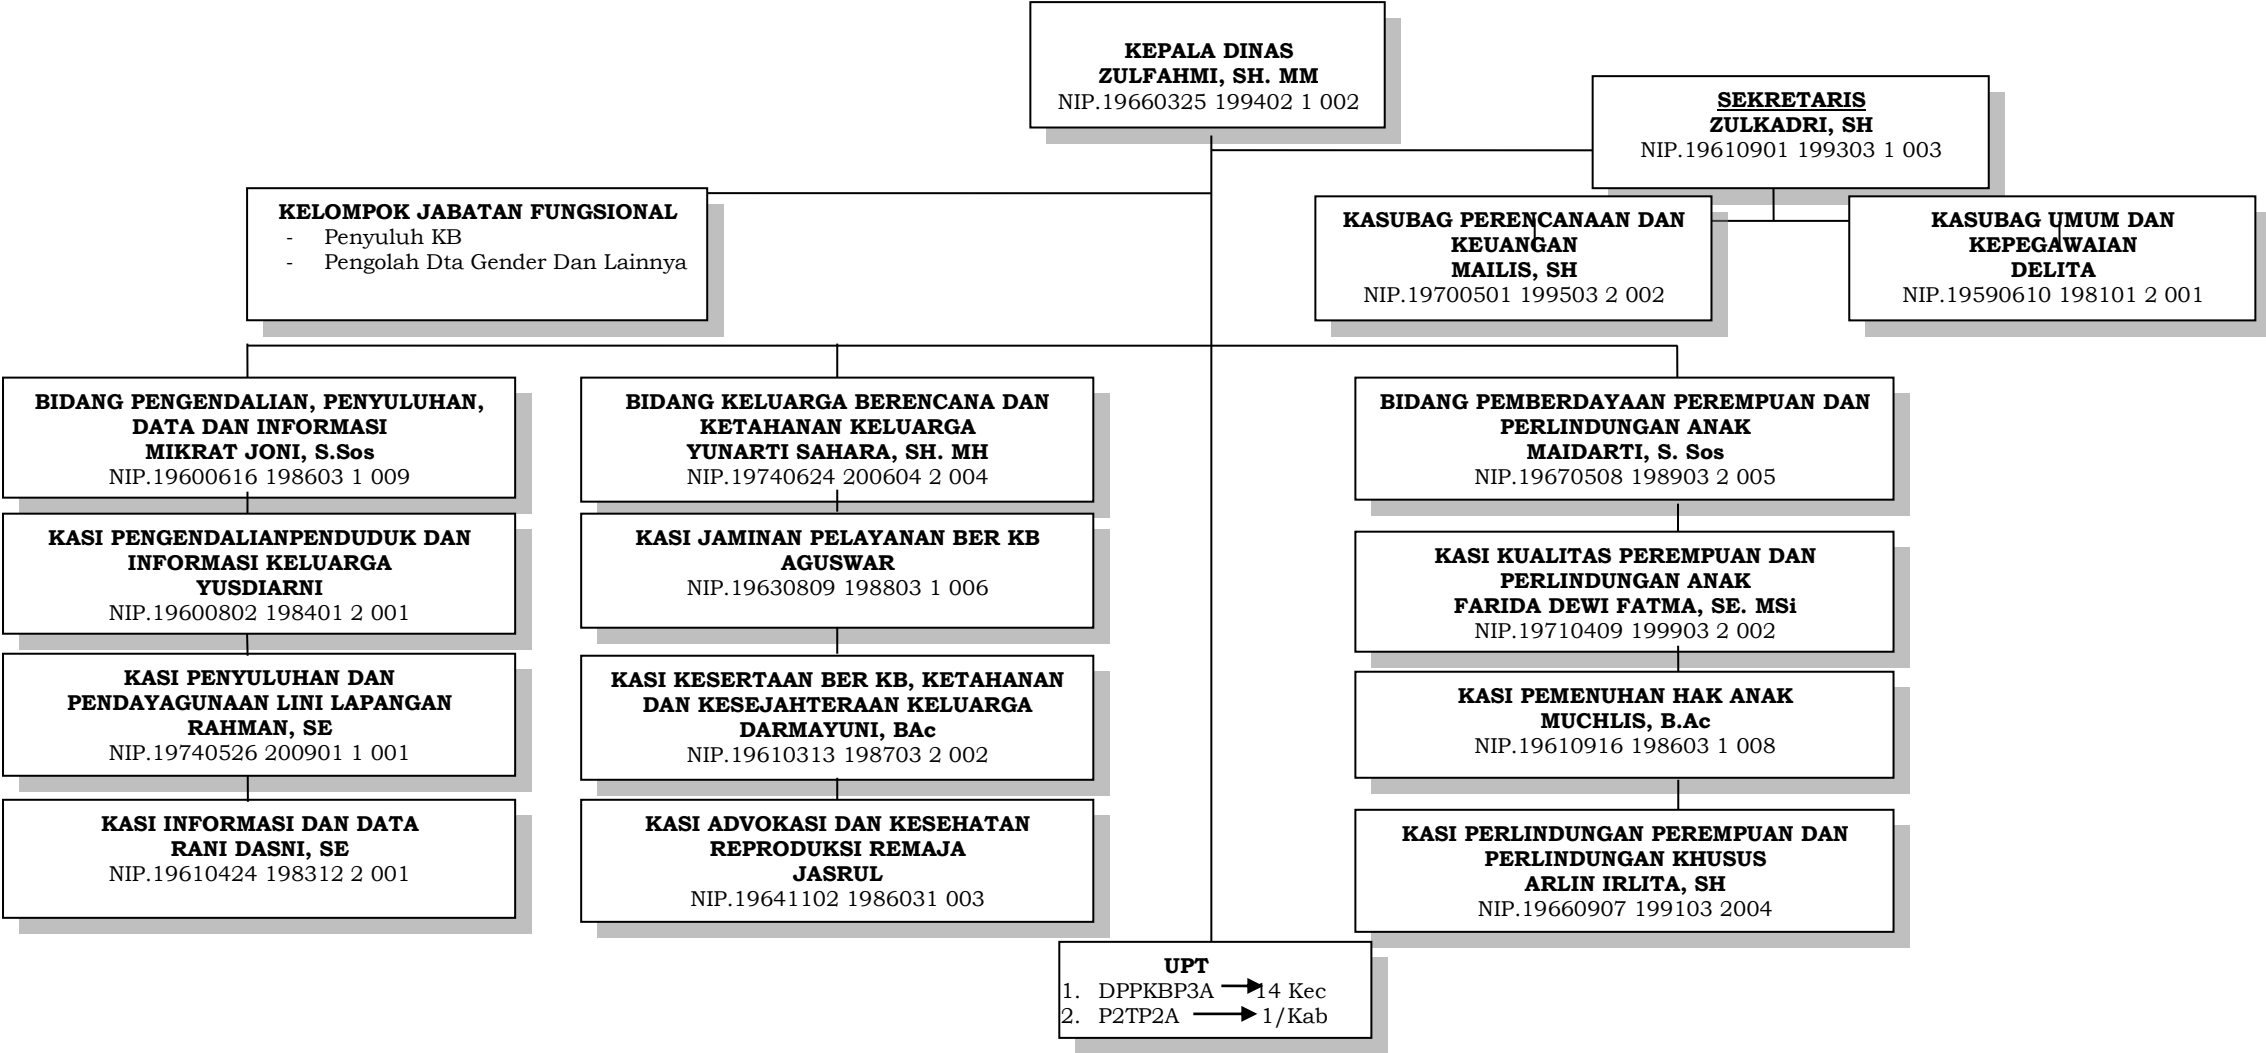 KEPALA DINAS
ZULFAHMI, SH. MM
NIP.19660325 199402 1 002
SEKRETARIS
ZULKADRI, SH
NIP.19610901 199303 1 003
KELOMPOK JABATAN FUNGSIONAL
- Penyuluh KB
- Pengolah Dta Gender Dan Lainnya
KASUBAG PERENCANAAN DAN
KEUANGAN
MAILIS, SH
NIP.19700501 199503 2 002
KASUBAG UMUM DAN
KEPEGAWAIAN
DELITA
NIP.19590610 198101 2 001
BIDANG PENGENDALIAN, PENYULUHAN,
DATA DAN INFORMASI
MIKRAT JONI, S.Sos
NIP.19600616 198603 1 009
KASI PENGENDALIANPENDUDUK DAN
INFORMASI KELUARGA
YUSDIARNI
NIP.19600802 198401 2 001
KASI PENYULUHAN DAN
PENDAYAGUNAAN LINI LAPANGAN
RAHMAN, SE
NIP.19740526 200901 1 001
KASI INFORMASI DAN DATA
RANI DASNI, SE
NIP.19610424 198312 2 001
BIDANG KELUARGA BERENCANA DAN
KETAHANAN KELUARGA
YUNARTI SAHARA, SH. MH
NIP.19740624 200604 2 004
KASI JAMINAN PELAYANAN BER KB
AGUSWAR
NIP.19630809 198803 1 006
KASI KESERTAAN BER KB, KETAHANAN
DAN KESEJAHTERAAN KELUARGA
DARMAYUNI, BAc
NIP.19610313 198703 2 002
KASI ADVOKASI DAN KESEHATAN
REPRODUKSI REMAJA
JASRUL
NIP.19641102 1986031 003
BIDANG PEMBERDAYAAN PEREMPUAN DAN
PERLINDUNGAN ANAK
MAIDARTI, S. Sos
NIP.19670508 198903 2 005
KASI KUALITAS PEREMPUAN DAN
PERLINDUNGAN ANAK
FARIDA DEWI FATMA, SE. MSi
NIP.19710409 199903 2 002
KASI PEMENUHAN HAK ANAK
MUCHLIS, B.Ac
NIP.19610916 198603 1 008
KASI PERLINDUNGAN PEREMPUAN DAN
PERLINDUNGAN KHUSUS
ARLIN IRLITA, SH
NIP.19660907 199103 2004
UPT
1. DPPKBP3A → 14 Kec
2. P2TP2A → 1/Kab